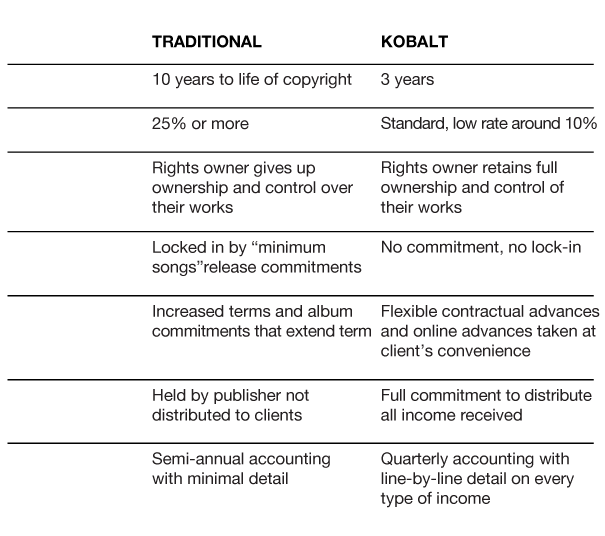 TRADITIONAL KOBALT
10 years to life of copyright 3 years
25% or more Standard, low rate around 10%
Rights owner gives up Rights owner retains full
ownership and control over ownership and control of
their works their works
Locked in by “minimum No commitment, no lock-in
songs”release commitments
Increased terms and album Flexible contractual advances
commitments that extend term and online advances taken at
client’s convenience
Held by publisher not Full commitment to distribute
distributed to clients all income received
Semi-annual accounting Quarterly accounting with
with minimal detail line-by-line detail on every
type of income